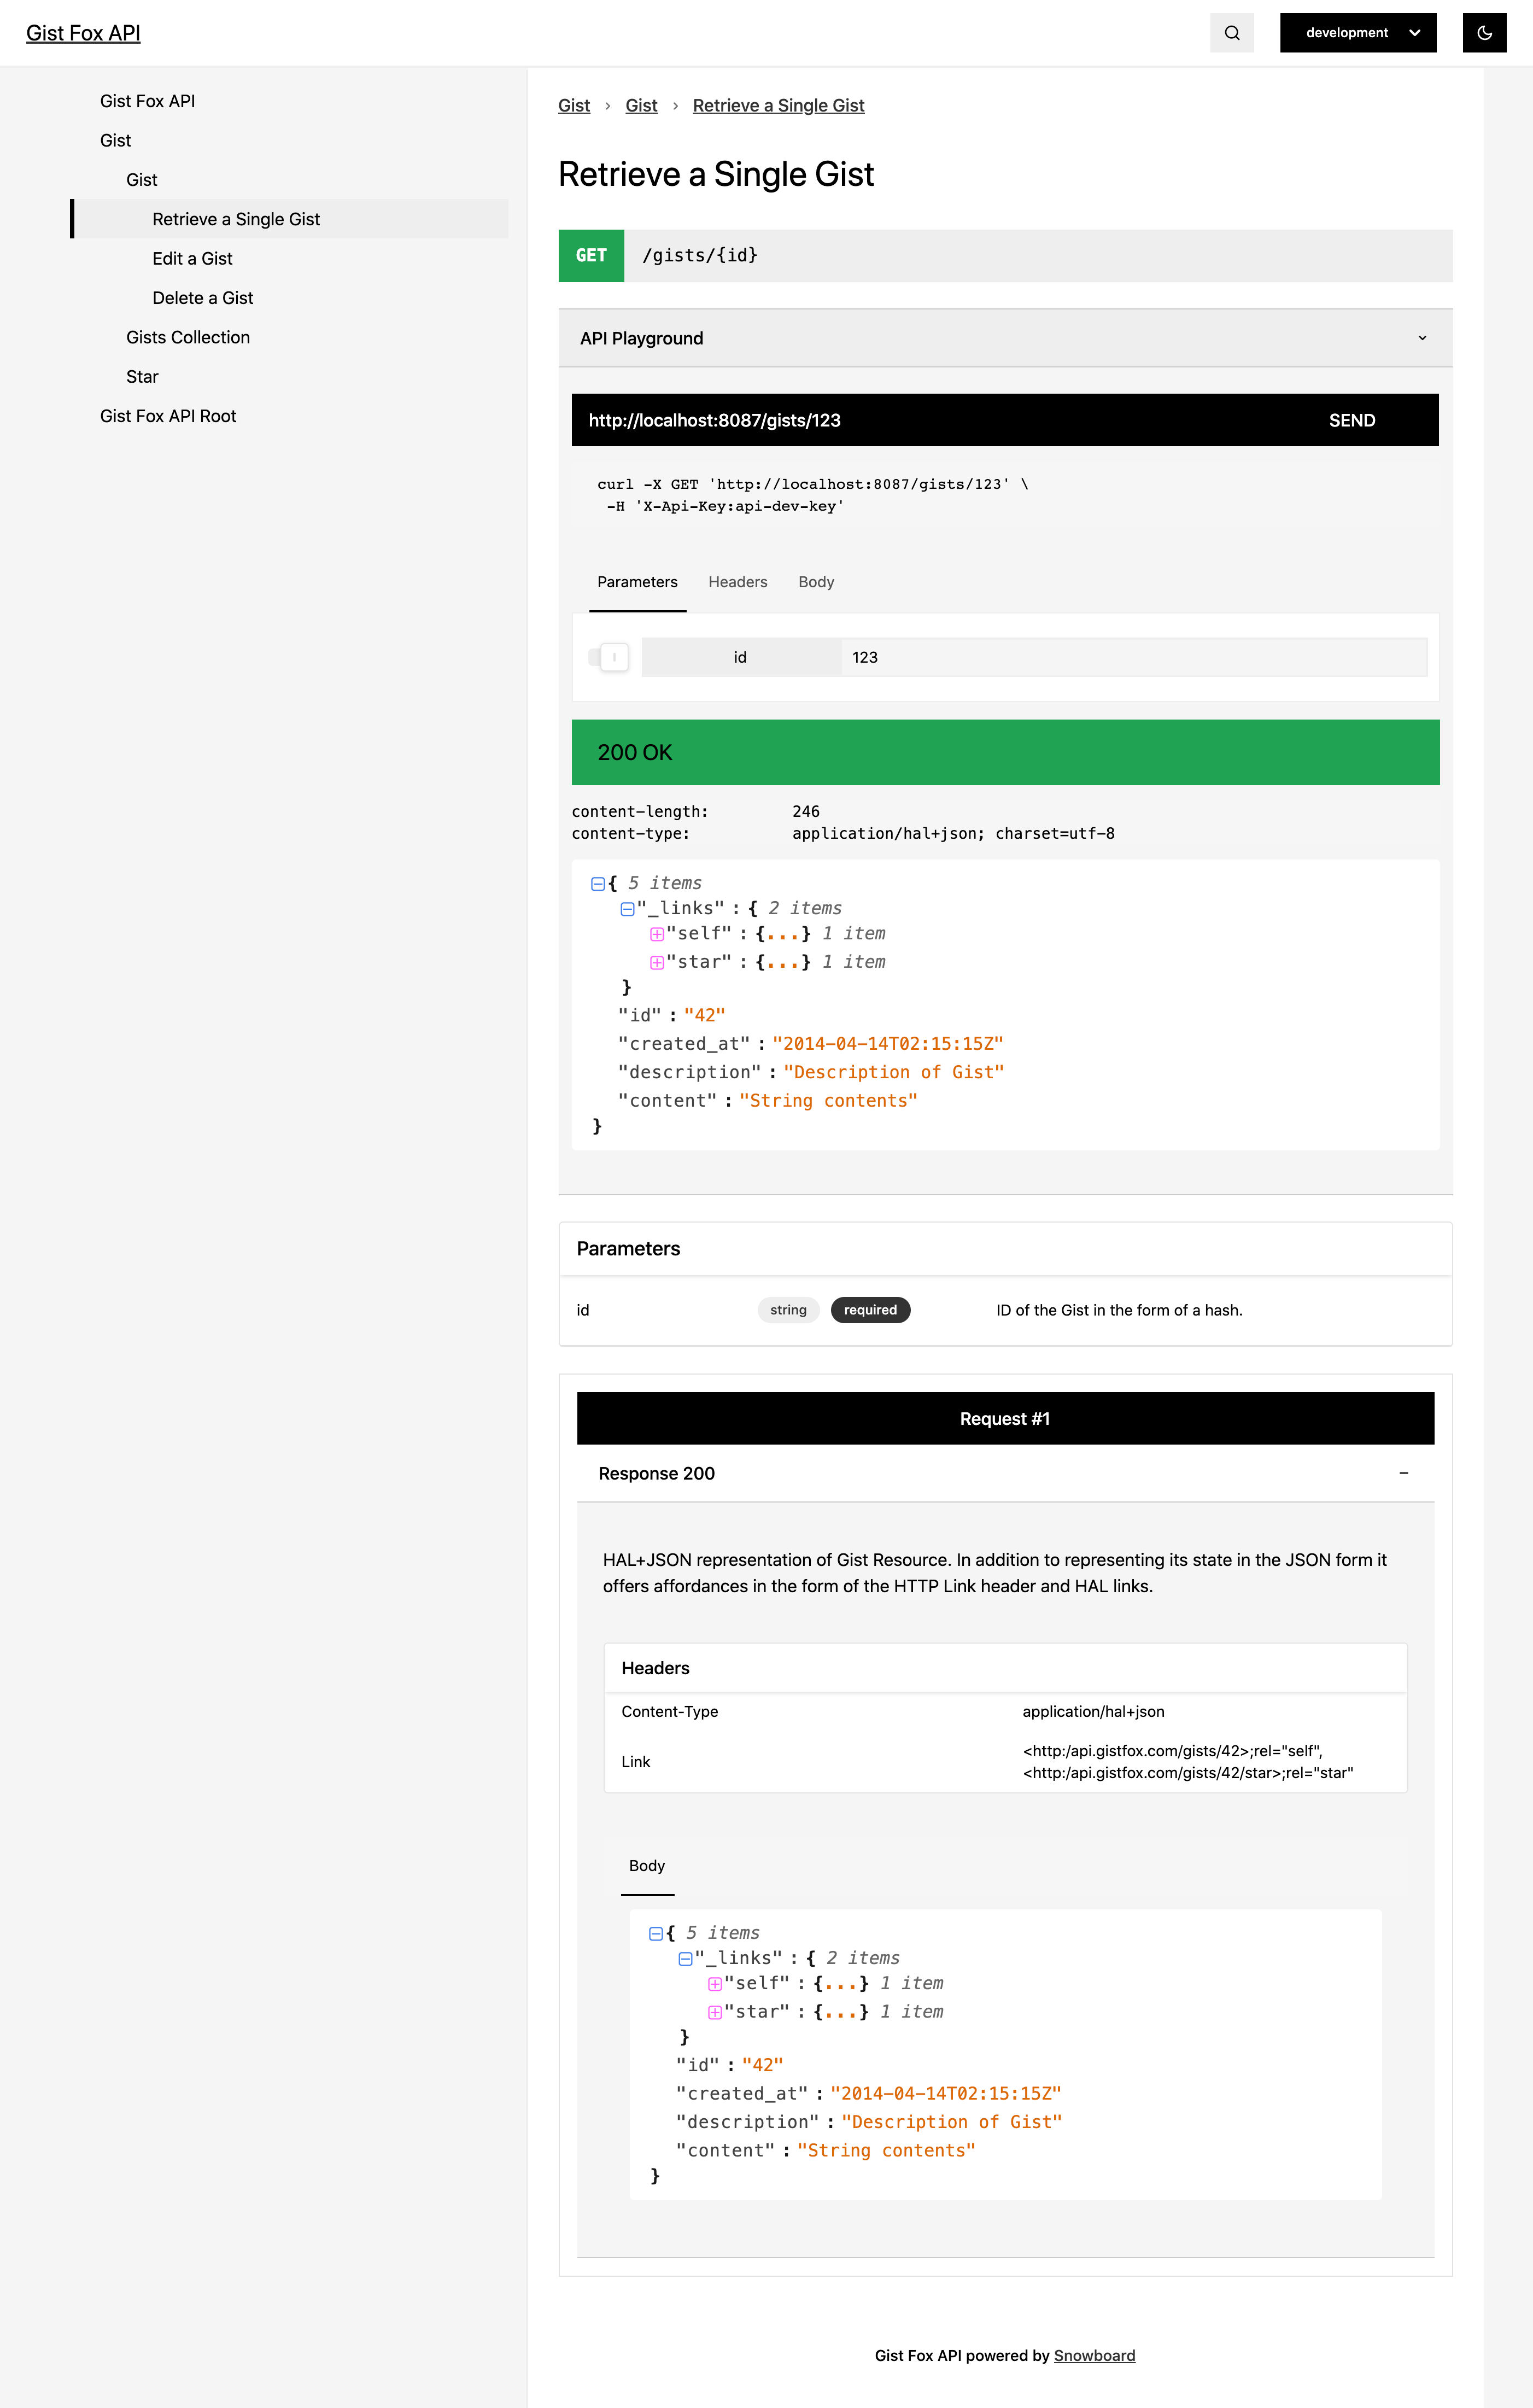 Gist Fox API
development
Gist Fox API
Gist
Gist
Retrieve a Single Gist
Edit a Gist
Delete a Gist
Gists Collection
Star
Gist Fox API Root
Gist › Gist › Retrieve a Single Gist
Retrieve a Single Gist
GET /gists/{id}
API Playground
http://localhost:8087/gists/123 SEND
curl -X GET 'http://localhost:8087/gists/123' \
-H 'X-Api-Key:api-dev-key'
Parameters Headers Body
id 123
200 OK
content-length: 246
content-type: application/hal+json; charset=utf-8
{ 5 items
"_links" : { 2 items
"self" : {...} 1 item
"star" : {...} 1 item
}
"id" : "42"
"created_at" : "2014-04-14T02:15:15Z"
"description" : "Description of Gist"
"content" : "String contents"
}
Parameters
id string required ID of the Gist in the form of a hash.
Request #1
Response 200 −
HAL+JSON representation of Gist Resource. In addition to representing its state in the JSON form it
offers affordances in the form of the HTTP Link header and HAL links.
Headers
Content-Type application/hal+json
Link <http:/api.gistfox.com/gists/42>;rel="self",
<http:/api.gistfox.com/gists/42/star>;rel="star"
Body
{ 5 items
"_links" : { 2 items
"self" : {...} 1 item
"star" : {...} 1 item
}
"id" : "42"
"created_at" : "2014-04-14T02:15:15Z"
"description" : "Description of Gist"
"content" : "String contents"
}
Gist Fox API powered by Snowboard